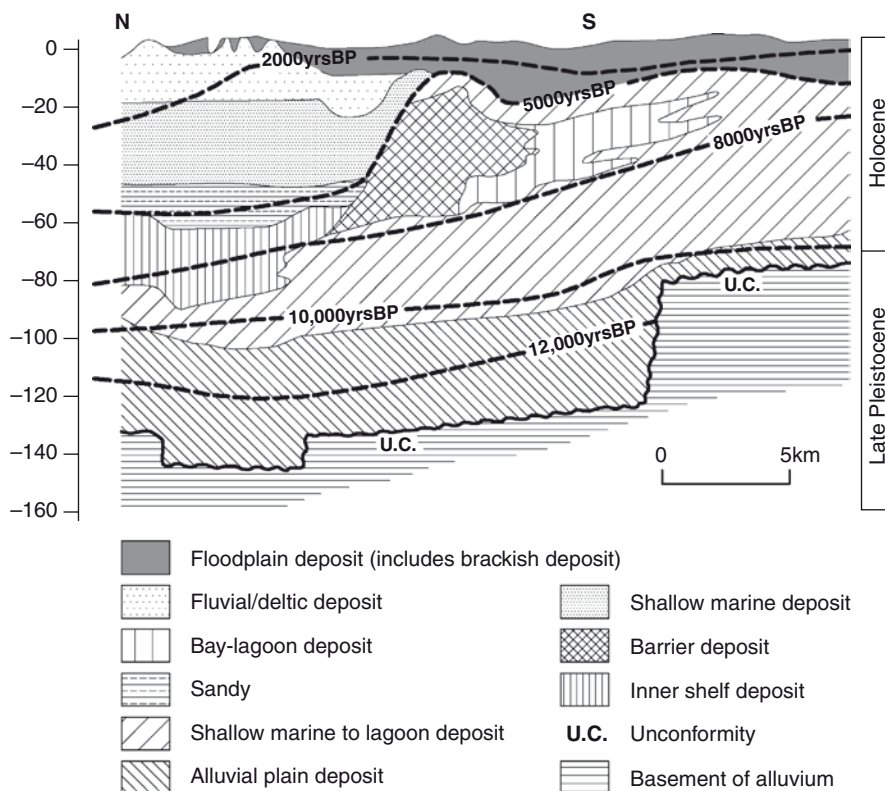 N
S
0
−20
−40
−60
−80
−100
−120
−140
−160
2000yrsBP
5000yrsBP
8000yrsBP
10,000yrsBP
12,000yrsBP
U.C.
U.C.
0 5km
Holocene
Late Pleistocene
Floodplain deposit (includes brackish deposit)
Fluvial/deltic deposit
Bay-lagoon deposit
Sandy
Shallow marine to lagoon deposit
Alluvial plain deposit
Shallow marine deposit
Barrier deposit
Inner shelf deposit
U.C. Unconformity
Basement of alluvium